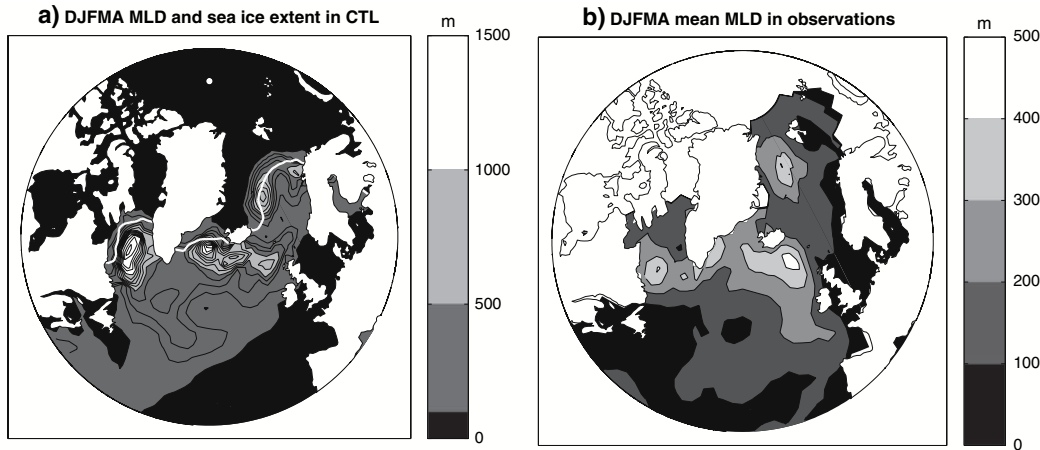 a) DJFMA MLD and sea ice extent in CTL
m
1500
1000
500
0
b) DJFMA mean MLD in observations
m
500
400
300
200
100
0